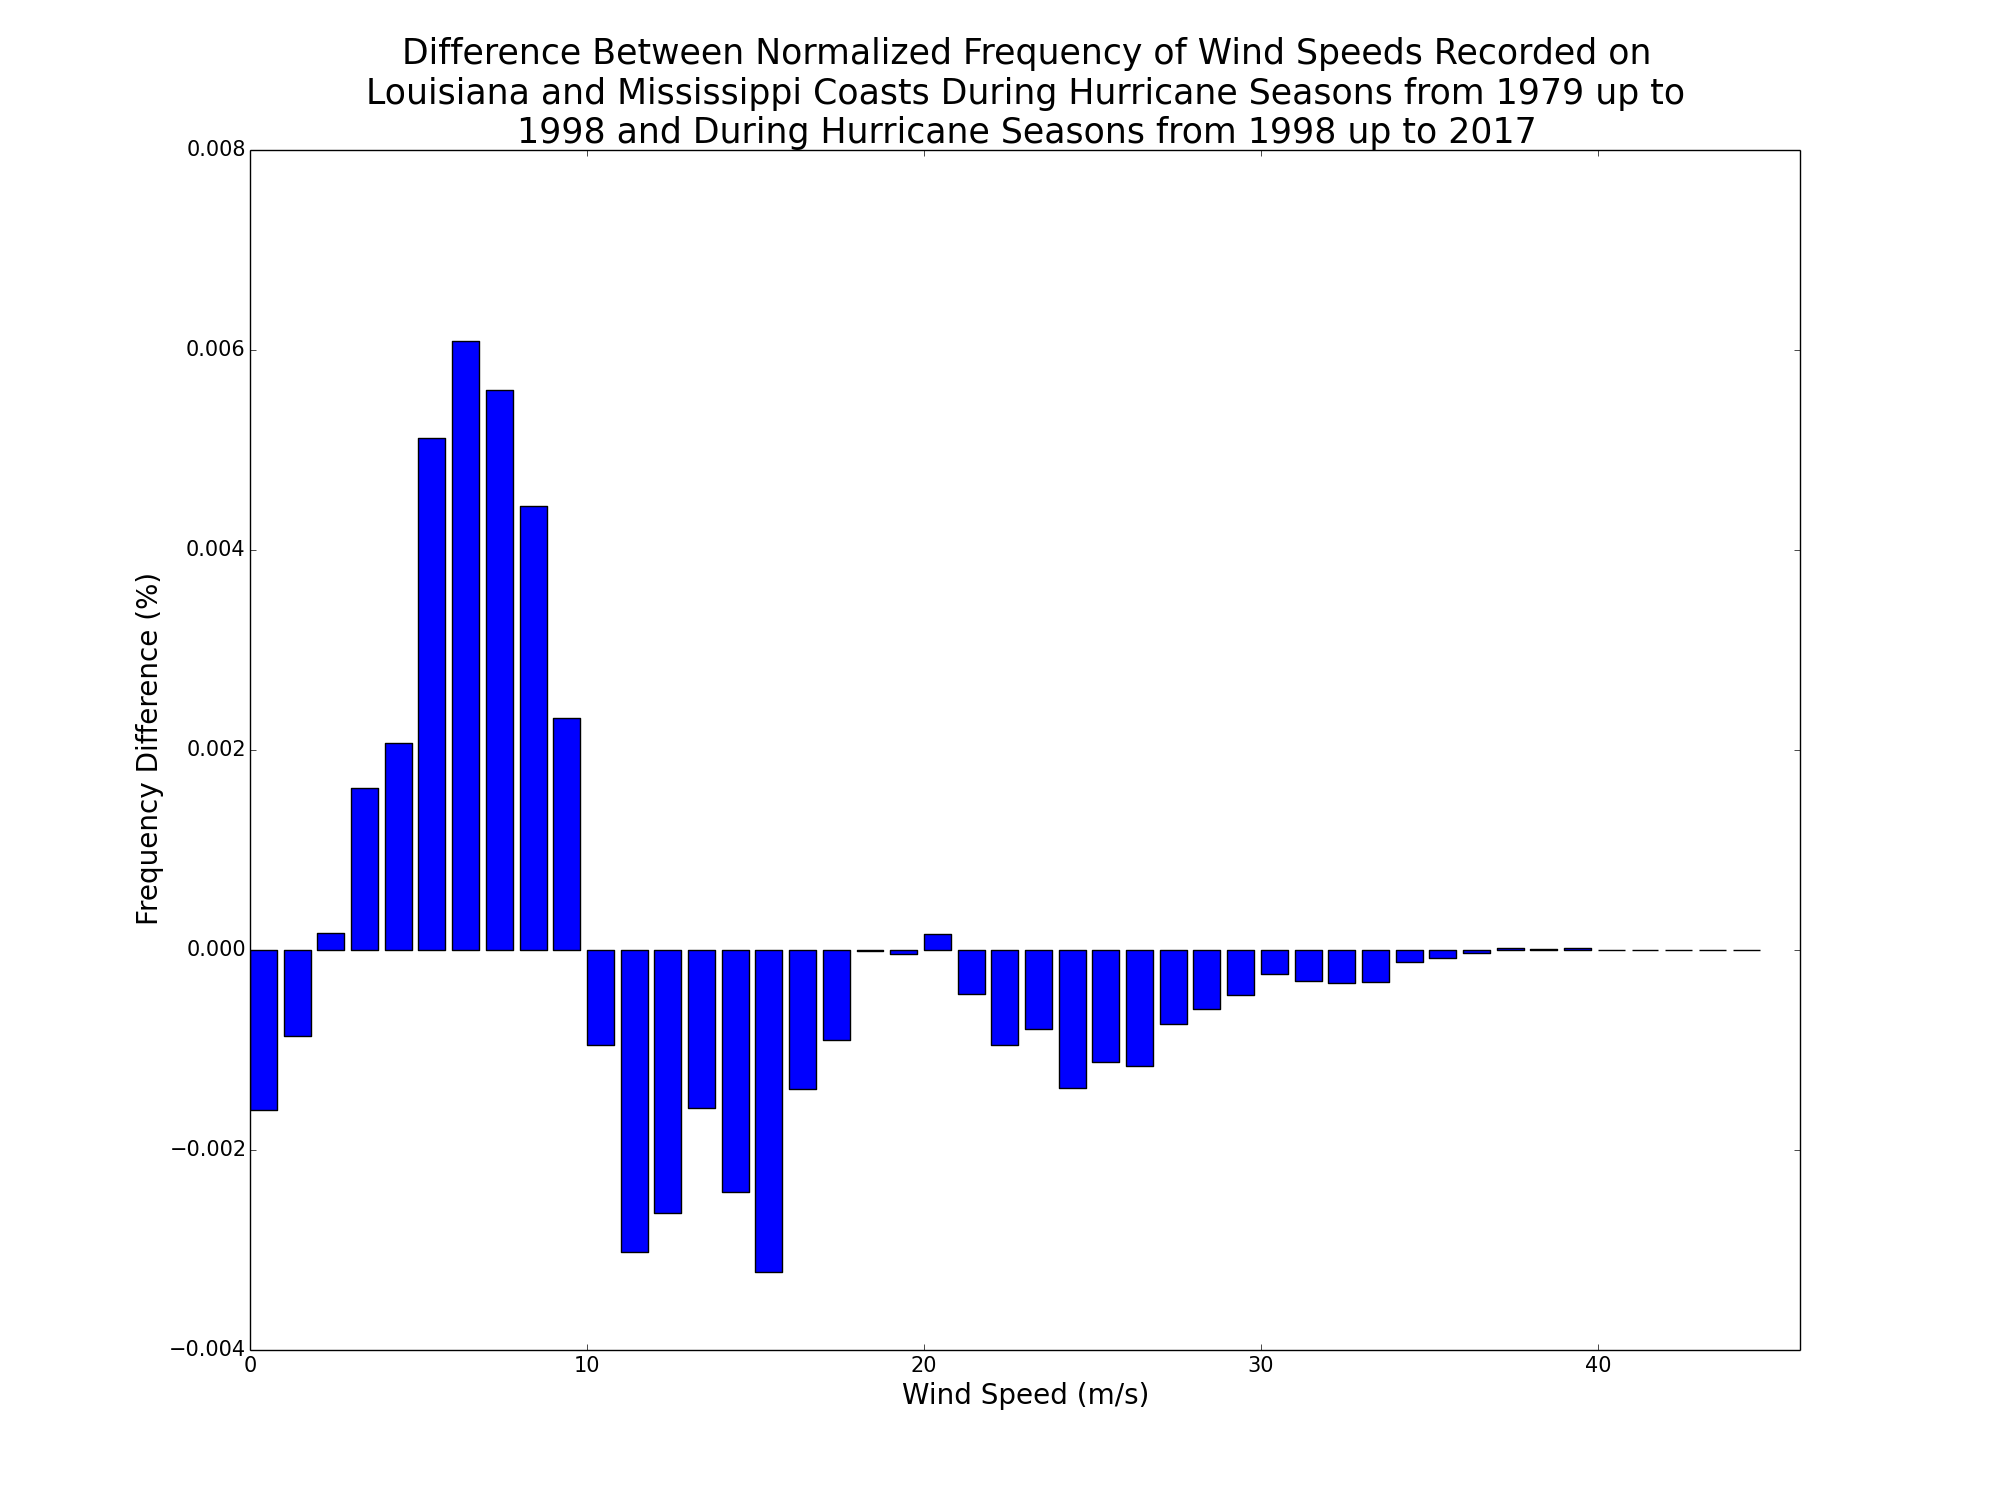 Difference Between Normalized Frequency of Wind Speeds Recorded on
Louisiana and Mississippi Coasts During Hurricane Seasons from 1979 up to
1998 and During Hurricane Seasons from 1998 up to 2017
0.008
0.006
0.004
0.002
0.000
−0.002
−0.004
Frequency Difference (%)
0 10 20 30 40
Wind Speed (m/s)